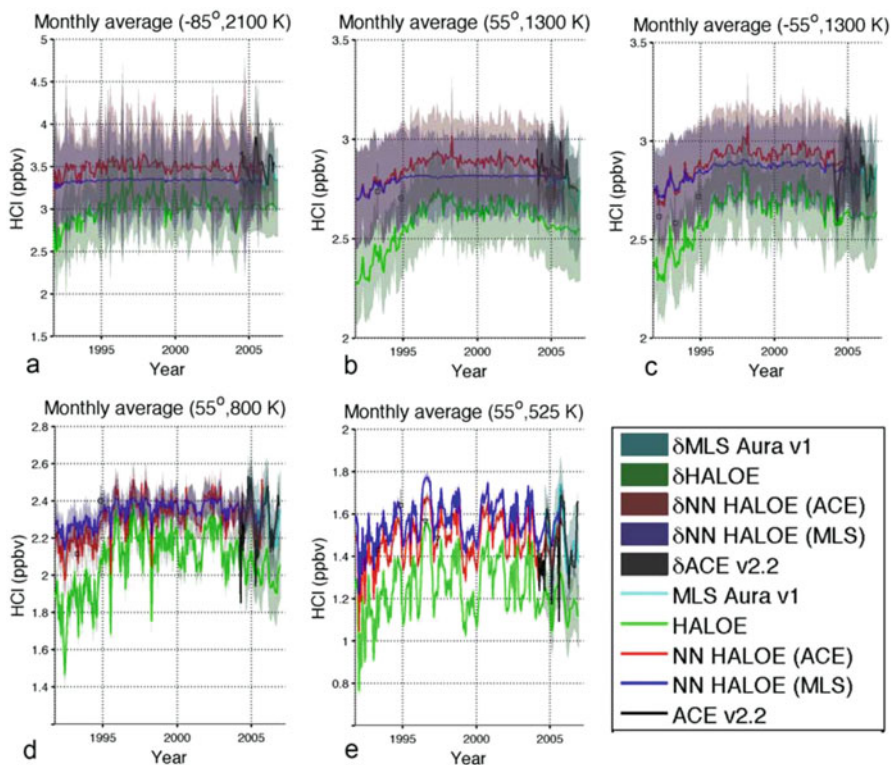 Monthly average (-85°,2100 K)
HCl (ppbv)
5
4.5
4
3.5
3
2.5
2
1.5
1995 2000 2005
Year
a
Monthly average (55°,1300 K)
HCl (ppbv)
3.5
3
2.5
2
1995 2000 2005
Year
b
Monthly average (-55°,1300 K)
HCl (ppbv)
3.5
3
2.5
2
1995 2000 2005
Year
c
Monthly average (55°,800 K)
HCl (ppbv)
2.8
2.6
2.4
2.2
2
1.8
1.6
1.4
1.2
1995 2000 2005
Year
d
Monthly average (55°,525 K)
HCl (ppbv)
2
1.8
1.6
1.4
1.2
1
0.8
1995 2000 2005
Year
e
δMLS Aura v1
δHALOE
δNN HALOE (ACE)
δNN HALOE (MLS)
δACE v2.2
MLS Aura v1
HALOE
NN HALOE (ACE)
NN HALOE (MLS)
ACE v2.2